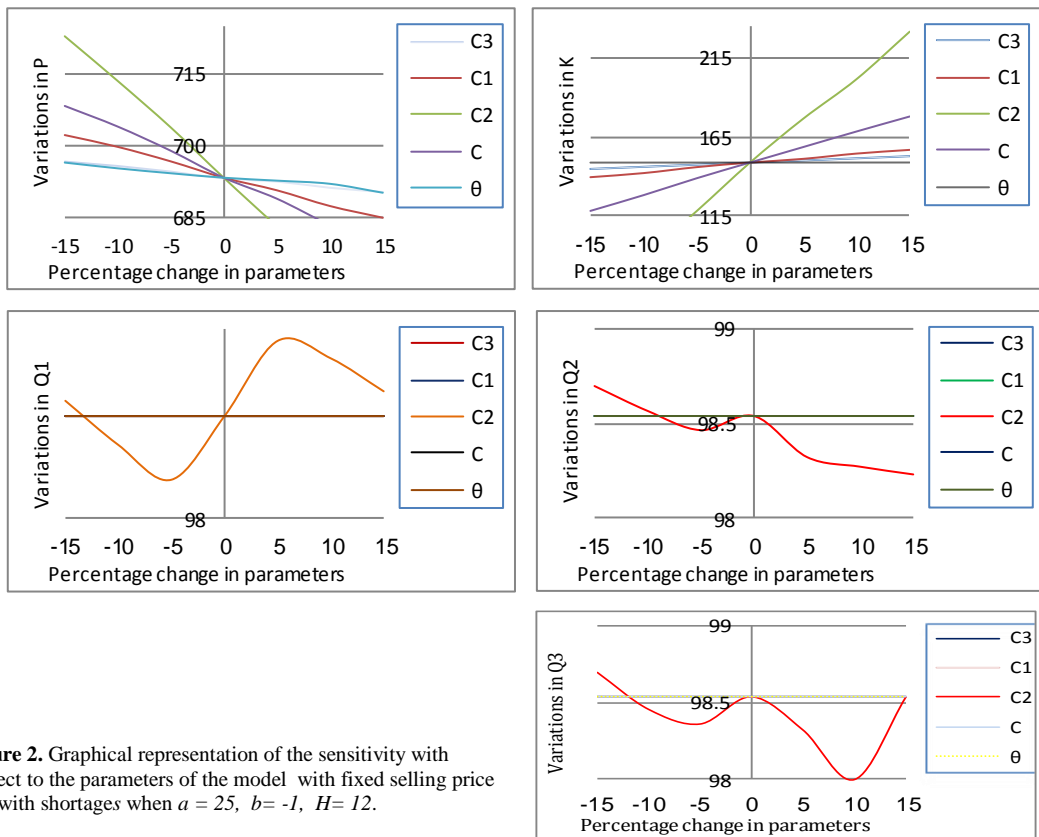 Variations in P
715
700
685
-15 -10 -5 0 5 10 15
Percentage change in parameters
C3
C1
C2
C
θ
Variations in K
215
165
115
-15 -10 -5 0 5 10 15
Percentage change in parameters
C3
C1
C2
C
θ
Variations in Q1
98
-15 -10 -5 0 5 10 15
Percentage change in parameters
C3
C1
C2
C
θ
Variations in Q2
99
98.5
98
-15 -10 -5 0 5 10 15
Percentage change in parameters
C3
C1
C2
C
θ
Variations in Q3
99
98.5
98
-15 -10 -5 0 5 10 15
Percentage change in parameters
C3
C1
C2
C
θ
ure 2. Graphical representation of the sensitivity with
ect to the parameters of the model with fixed selling price
with shortages when a = 25, b= -1, H= 12.